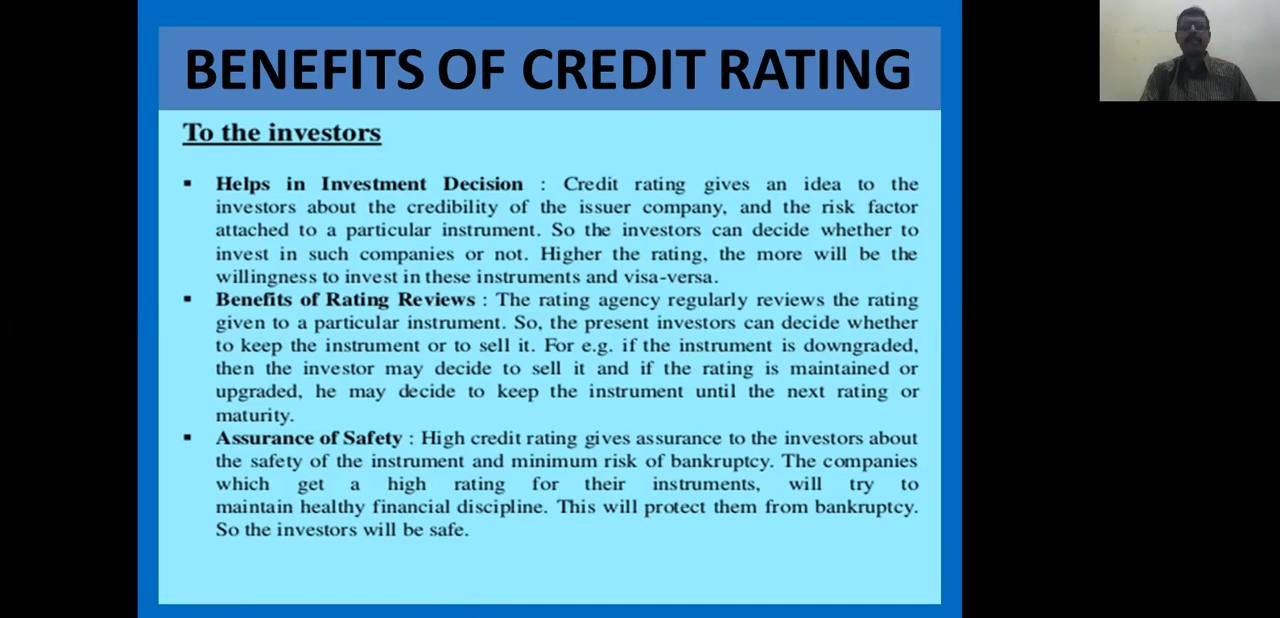 BENEFITS OF CREDIT RATING
To the investors
▪ Helps in Investment Decision : Credit rating gives an idea to the
investors about the credibility of the issuer company, and the risk factor
attached to a particular instrument. So the investors can decide whether to
invest in such companies or not. Higher the rating, the more will be the
willingness to invest in these instruments and visa-versa.
▪ Benefits of Rating Reviews : The rating agency regularly reviews the rating
given to a particular instrument. So, the present investors can decide whether
to keep the instrument or to sell it. For e.g. if the instrument is downgraded,
then the investor may decide to sell it and if the rating is maintained or
upgraded, he may decide to keep the instrument until the next rating or
maturity.
▪ Assurance of Safety : High credit rating gives assurance to the investors about
the safety of the instrument and minimum risk of bankruptcy. The companies
which get a high rating for their instruments, will try to
maintain healthy financial discipline. This will protect them from bankruptcy.
So the investors will be safe.